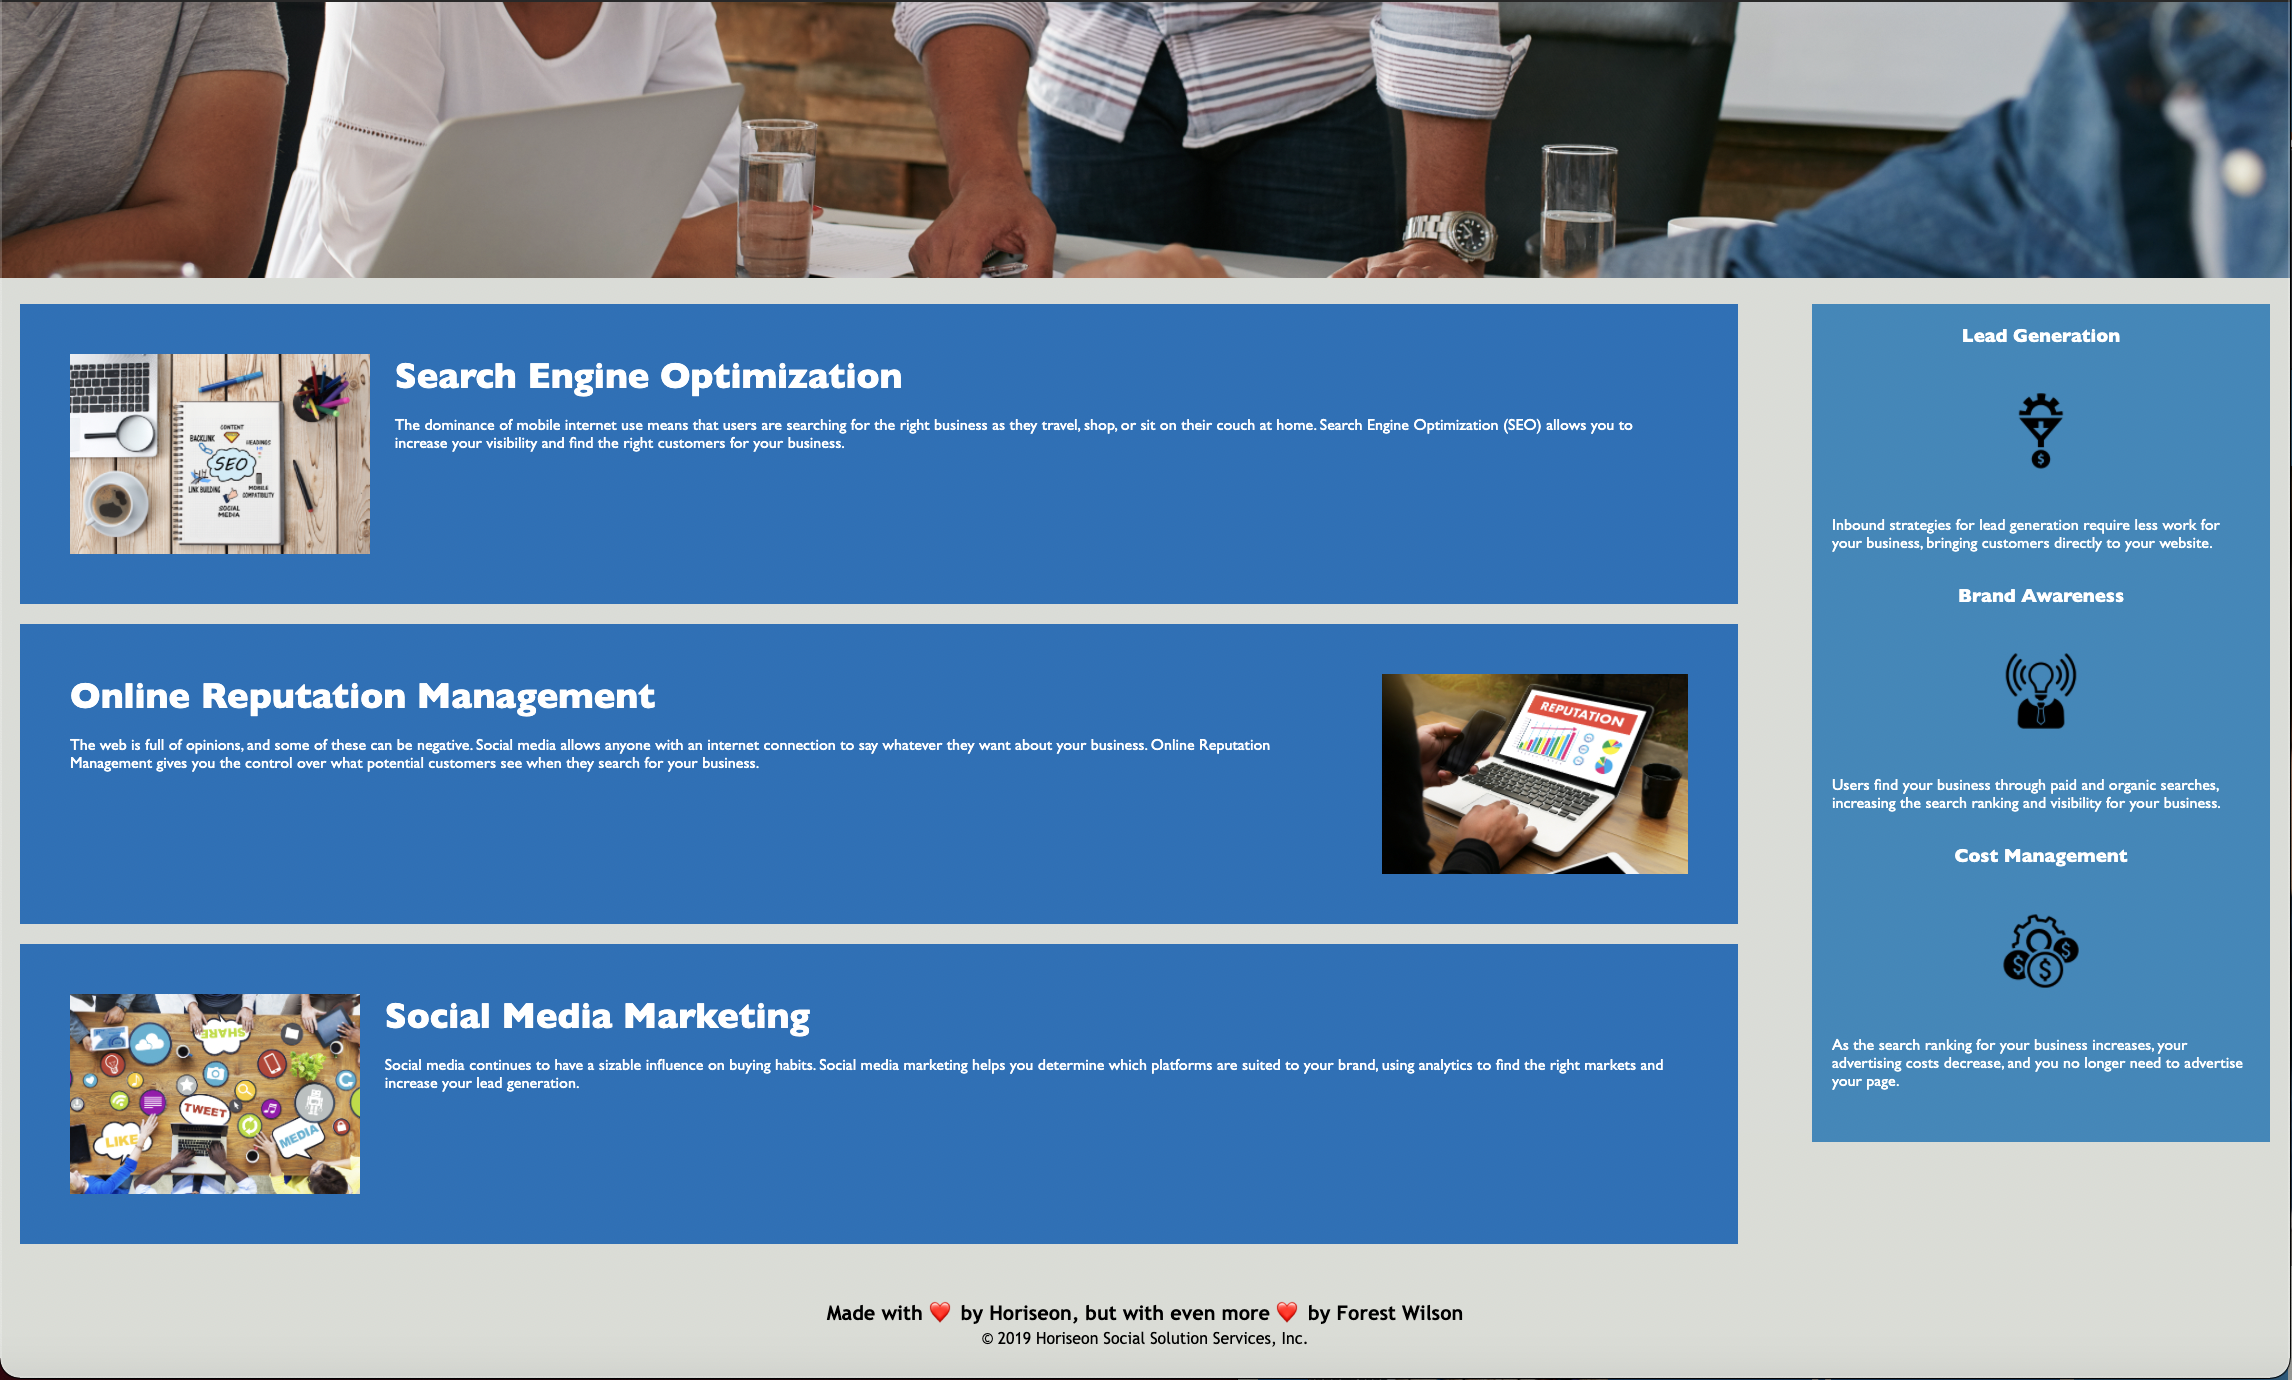 Search Engine Optimization
The dominance of mobile internet use means that users are searching for the right business as they travel, shop, or sit on their couch at home. Search Engine Optimization (SEO) allows you to
increase your visibility and find the right customers for your business.
CONTENT
BACKLINK
HEADINGS
SEO
LINK BUILDING
MOBILE
COMPATIBILITY
SOCIAL
MEDIA
Online Reputation Management
The web is full of opinions, and some of these can be negative. Social media allows anyone with an internet connection to say whatever they want about your business. Online Reputation
Management gives you the control over what potential customers see when they search for your business.
REPUTATION
Social Media Marketing
Social media continues to have a sizable influence on buying habits. Social media marketing helps you determine which platforms are suited to your brand, using analytics to find the right markets and
increase your lead generation.
SHARE
TWEET
LIKE
MEDIA
Lead Generation
$
Inbound strategies for lead generation require less work for
your business, bringing customers directly to your website.
Brand Awareness
Users find your business through paid and organic searches,
increasing the search ranking and visibility for your business.
Cost Management
$ $ $
As the search ranking for your business increases, your
advertising costs decrease, and you no longer need to advertise
your page.
Made with ❤️ by Horiseon, but with even more ❤️ by Forest Wilson
© 2019 Horiseon Social Solution Services, Inc.